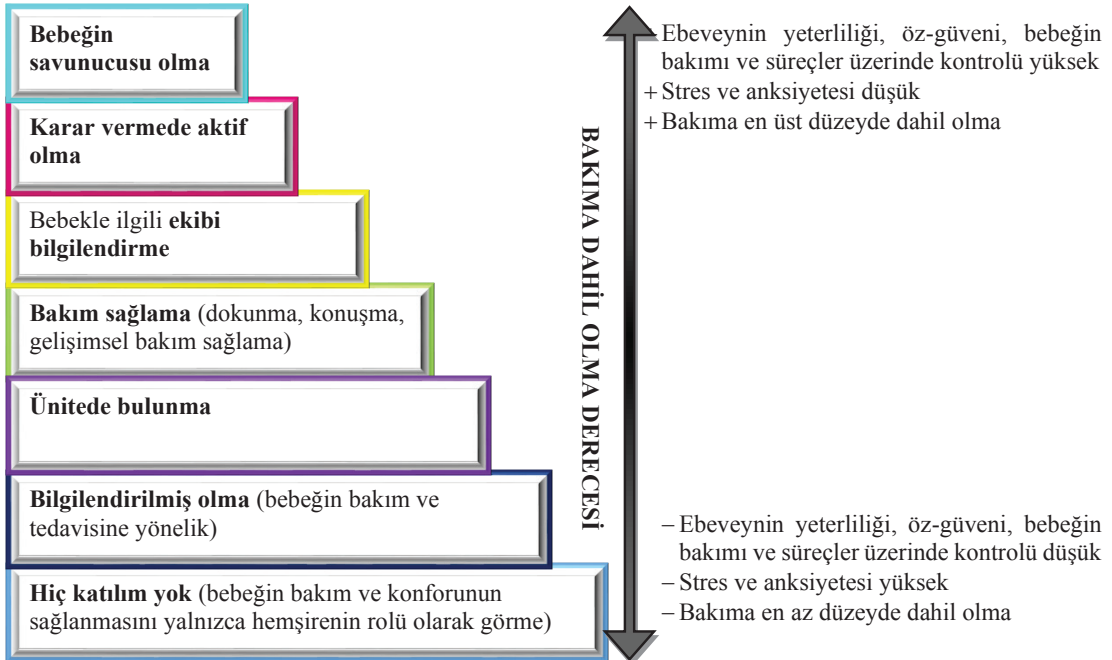 Bebeğin
savunucusu olma
Karar vermede aktif
olma
Bebekle ilgili ekibi
bilgilendirme
Bakım sağlama (dokunma, konuşma,
gelişimsel bakım sağlama)
Ünitede bulunma
Bilgilendirilmiş olma (bebeğin bakım ve
tedavisine yönelik)
Hiç katılım yok (bebeğin bakım ve konforunun
sağlanmasını yalnızca hemşirenin rolü olarak görme)
BAKIMA DAHİL OLMA DERECESİ
Ebeveynin yeterliliği, öz-güveni, bebeğin
bakımı ve süreçler üzerinde kontrolü yüksek
+ Stres ve anksiyetesi düşük
+ Bakıma en üst düzeyde dahil olma
– Ebeveynin yeterliliği, öz-güveni, bebeğin
bakımı ve süreçler üzerinde kontrolü düşük
– Stres ve anksiyetesi yüksek
– Bakıma en az düzeyde dahil olma